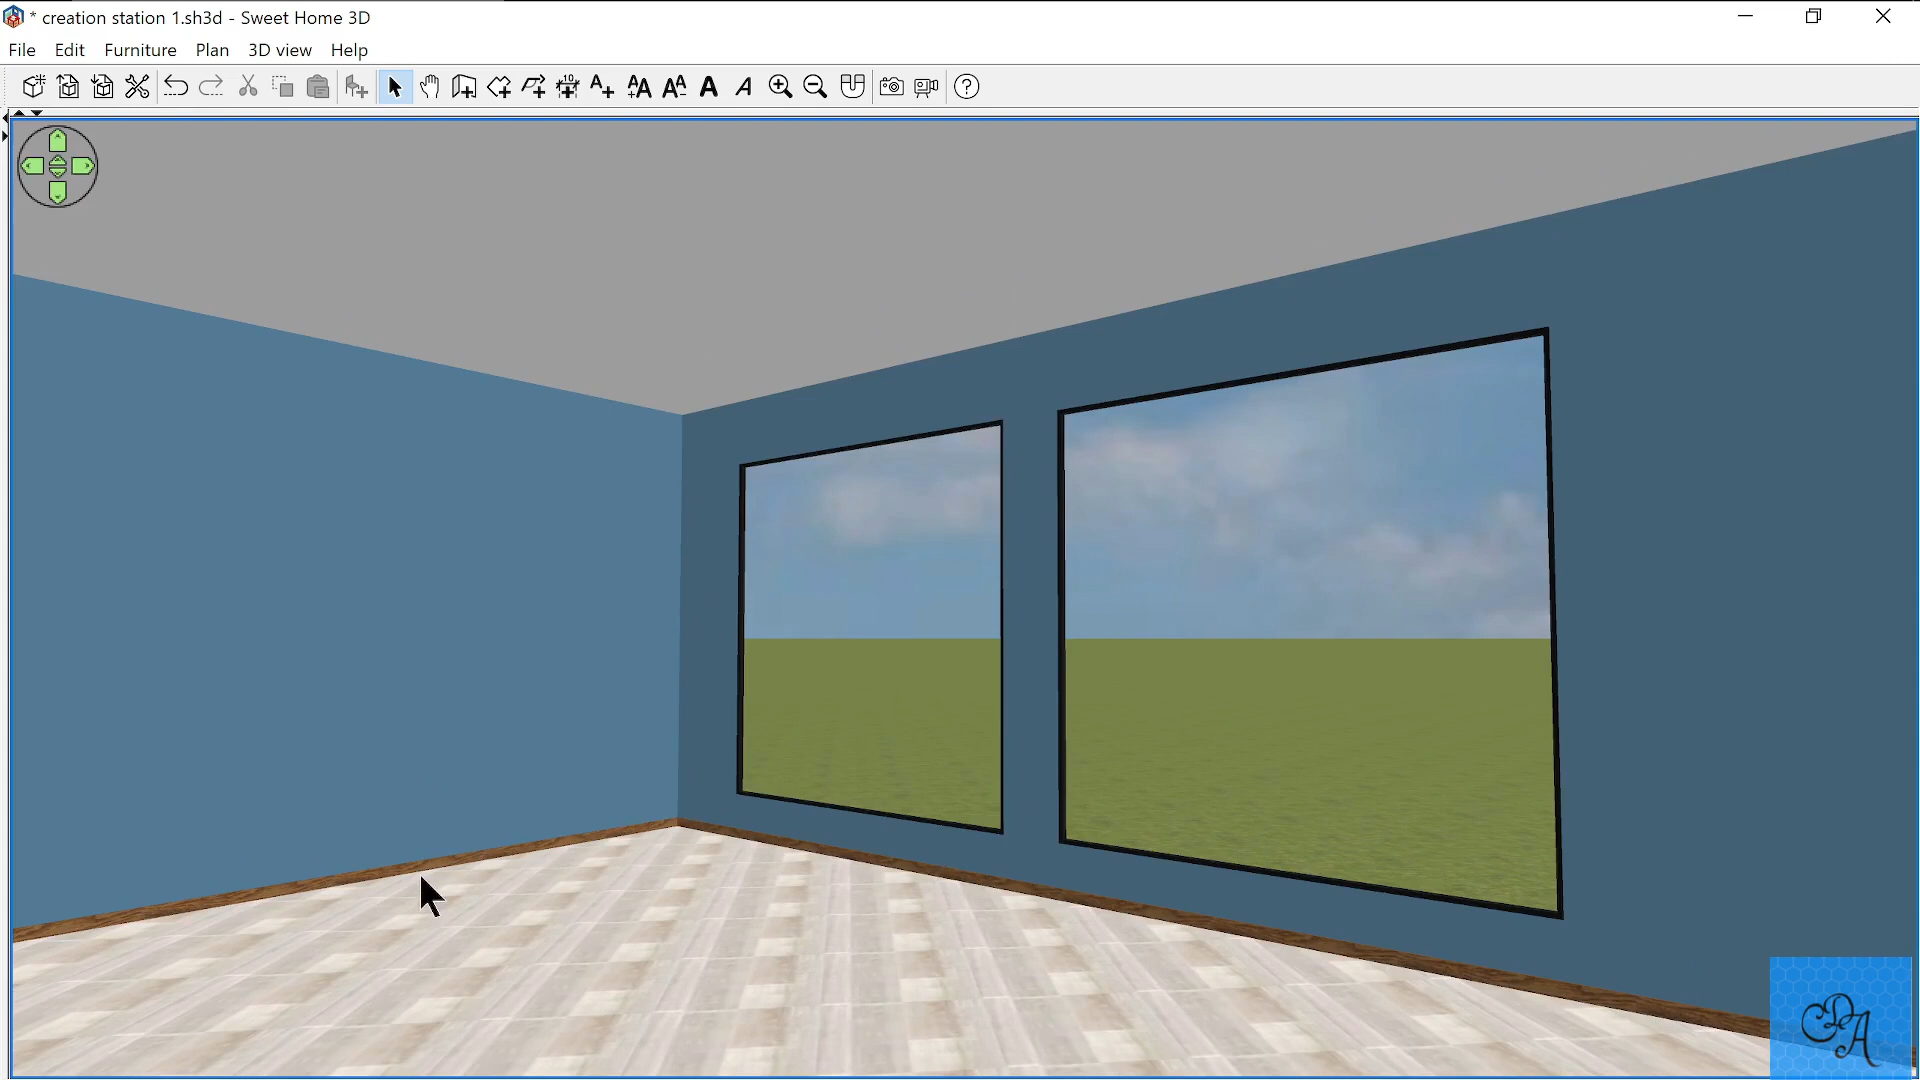 * creation station 1.sh3d - Sweet Home 3D
File Edit Furniture Plan 3D view Help